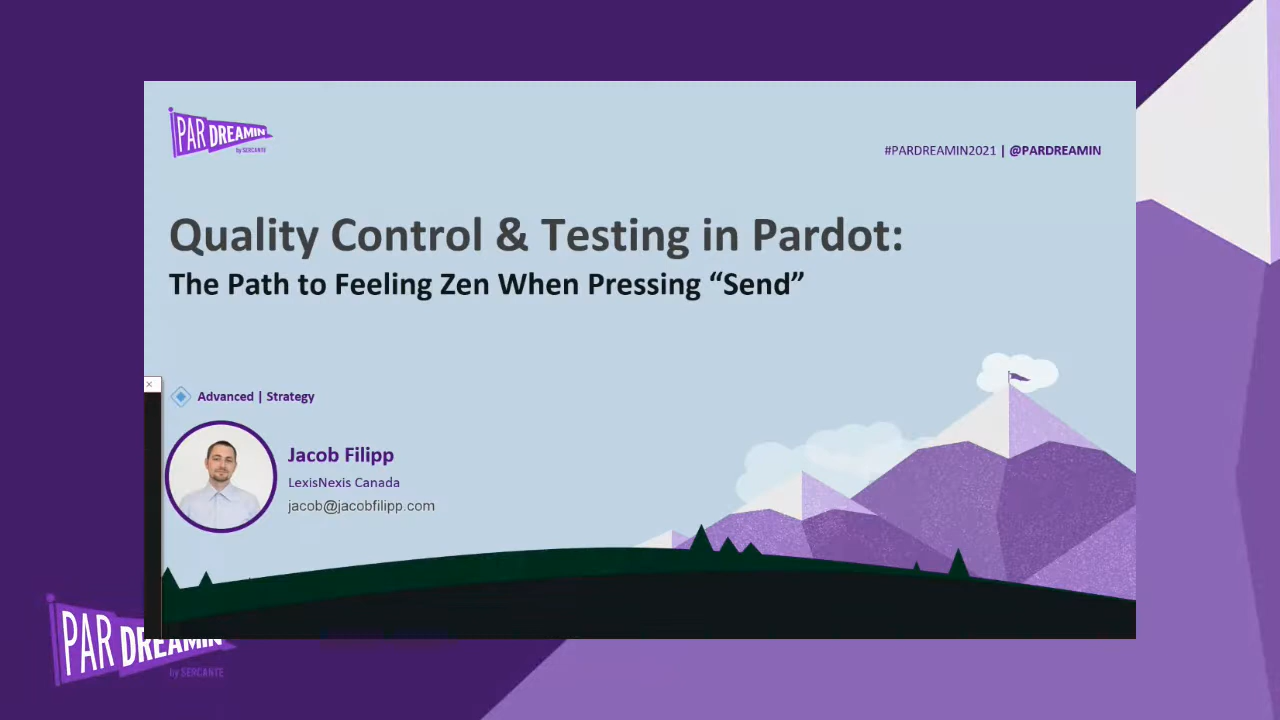 PAR DREAMIN
by SERCANTE
#PARDREAMIN2021 | @PARDREAMIN
Quality Control & Testing in Pardot:
The Path to Feeling Zen When Pressing “Send”
Advanced | Strategy
Jacob Filipp
LexisNexis Canada
jacob@jacobfilipp.com
PAR DREAMIN
by SERCANTE